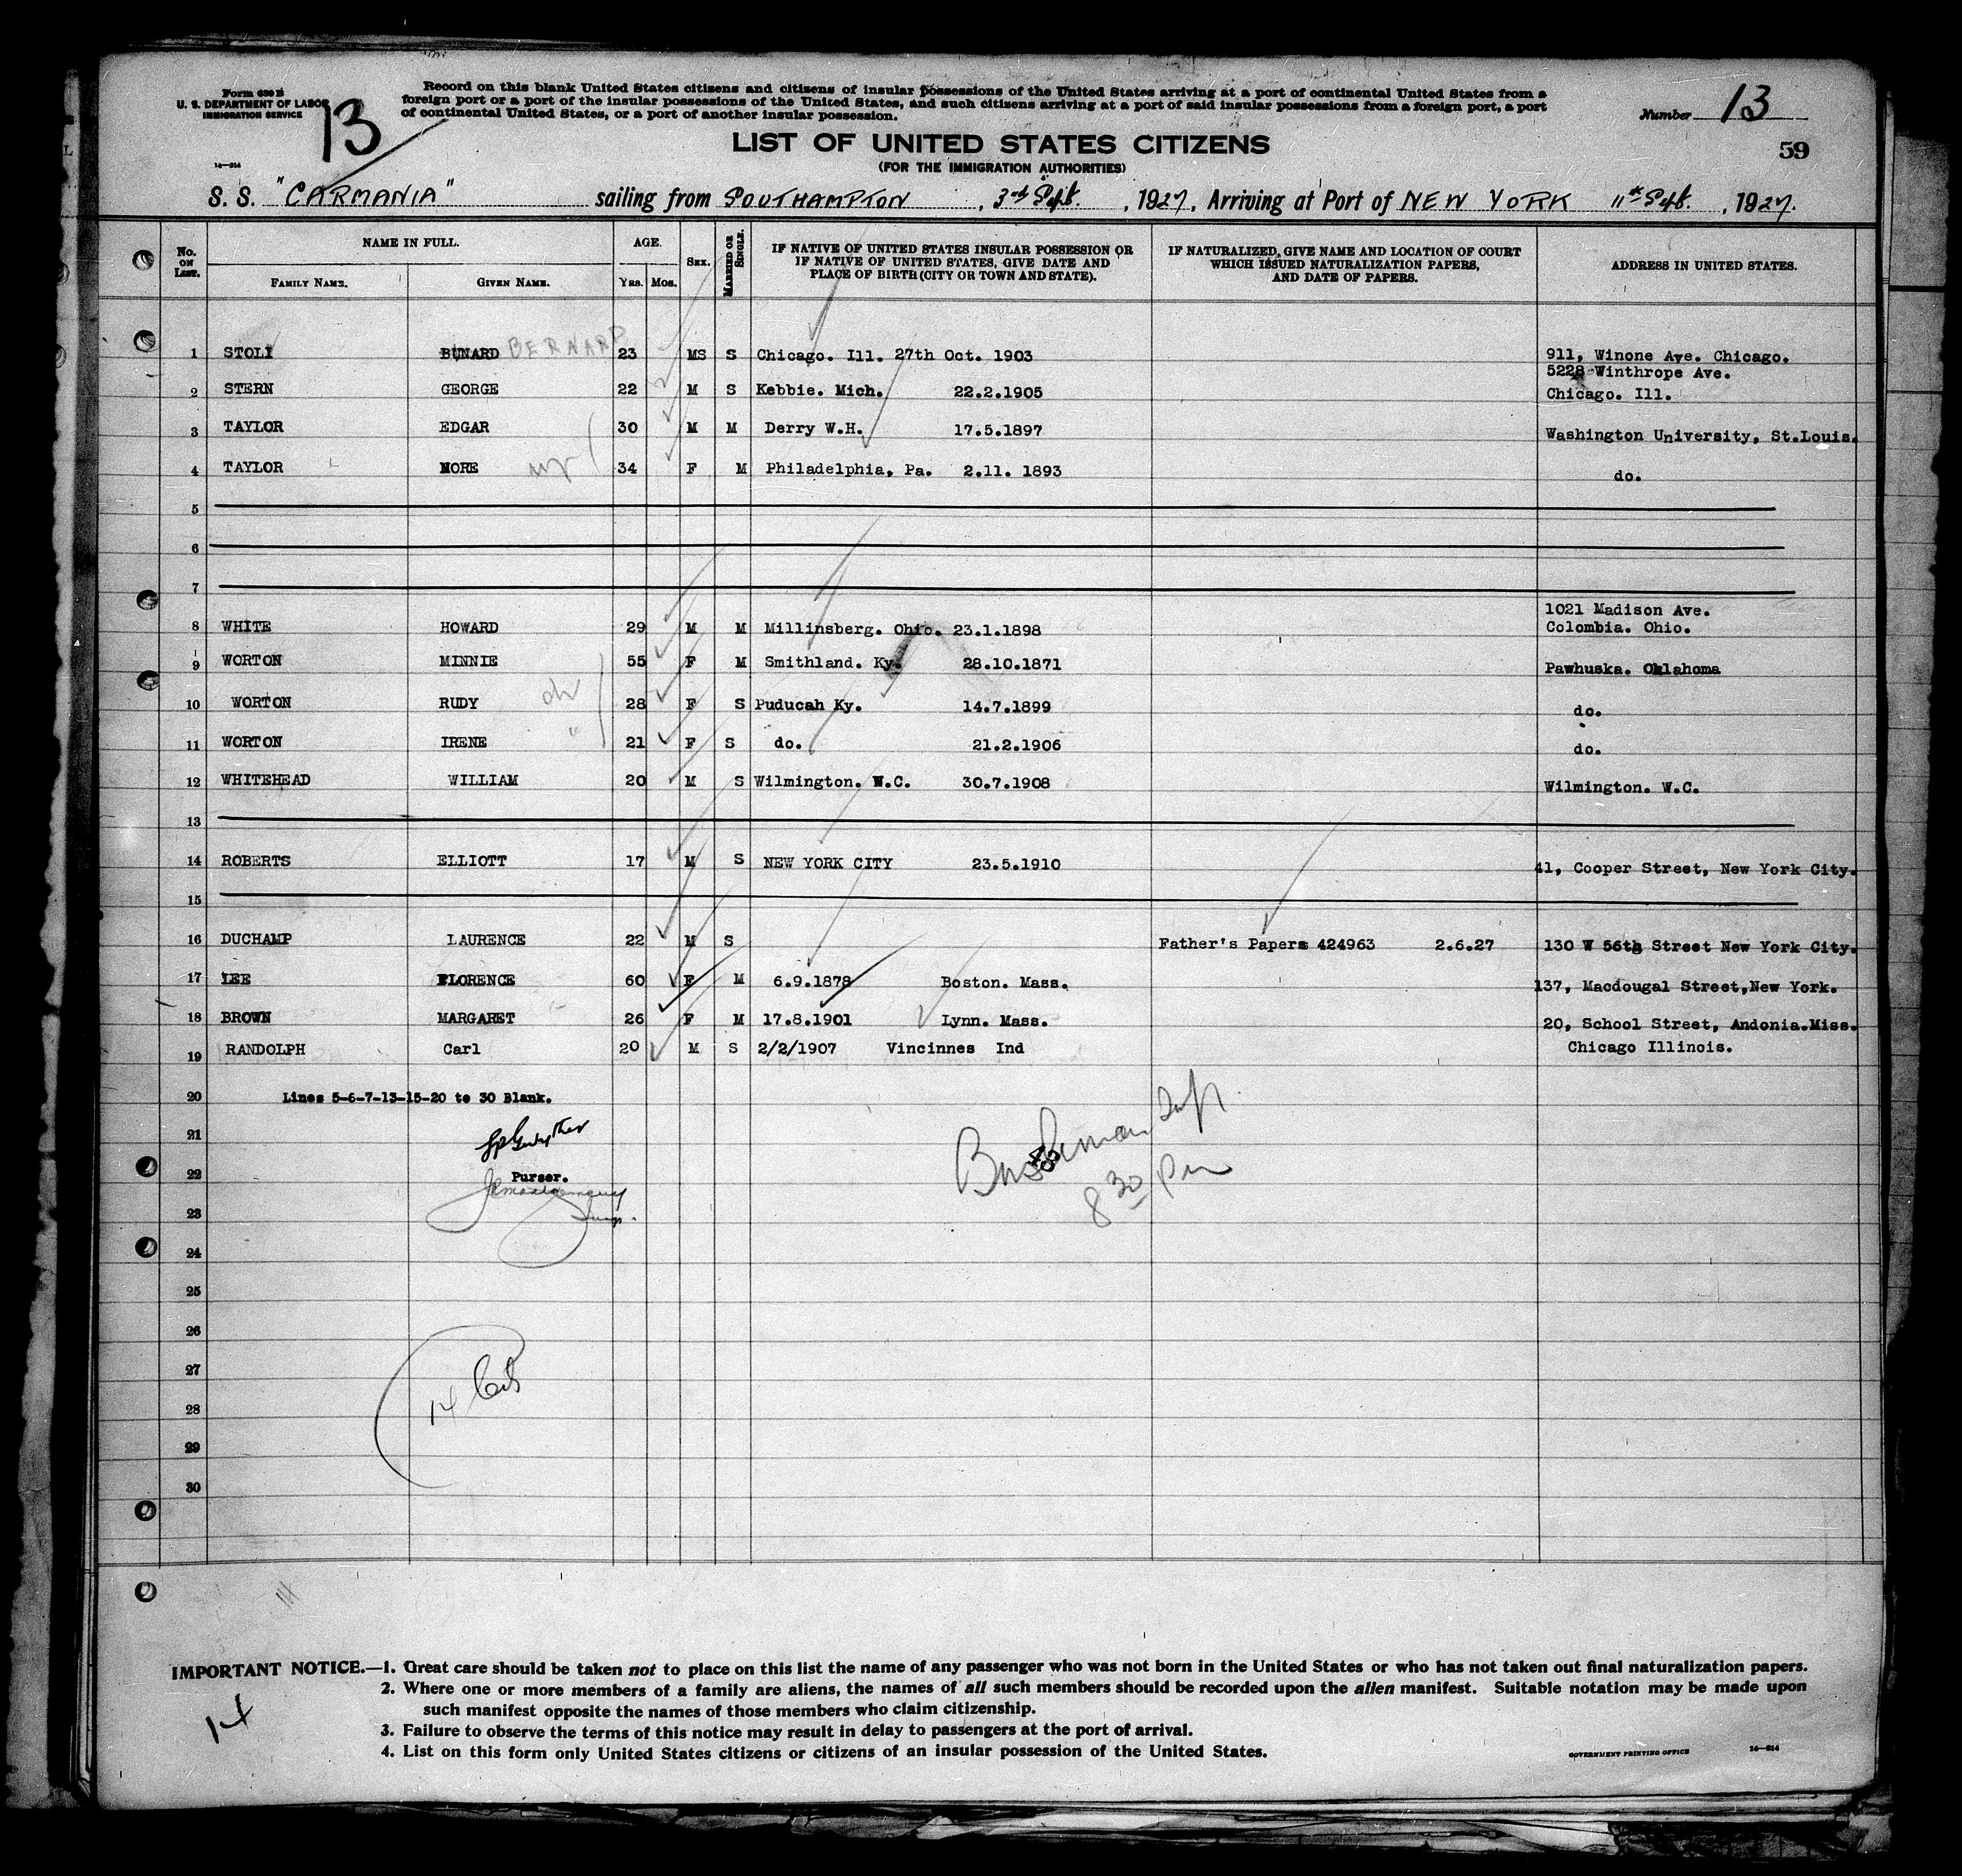 Form 630 B
U. S. DEPARTMENT OF LABOR
IMMIGRATION SERVICE
13
14—214
Record on this blank United States citizens and citizens of insular possessions of the United States arriving at a port of continental United States from a
foreign port or a port of the insular possessions of the United States, and such citizens arriving at a port of said insular possessions from a foreign port, a port
of continental United States, or a port of another insular possession.
Number 13
LIST OF UNITED STATES CITIZENS
59
(FOR THE IMMIGRATION AUTHORITIES)
S. S. "CARMANIA" sailing from SOUTHAMPTON, 3rd Sept., 1927, Arriving at Port of NEW YORK 11th Sept., 1927.
No. ON LIST. NAME IN FULL. FAMILY NAME. GIVEN NAME. AGE. YRS. MOS. SEX. MARRIED OR SINGLE.
IF NATIVE OF UNITED STATES INSULAR POSSESSION OR
IF NATIVE OF UNITED STATES, GIVE DATE AND
PLACE OF BIRTH (CITY OR TOWN AND STATE).
IF NATURALIZED, GIVE NAME AND LOCATION OF COURT
WHICH ISSUED NATURALIZATION PAPERS,
AND DATE OF PAPERS.
ADDRESS IN UNITED STATES.
1 STOLI BUNARD BERNARD 23 MS S Chicago. Ill. 27th Oct. 1903 911, Winone Ave. Chicago.
5228 Winthrope Ave.
2 STERN GEORGE 22 M S Kebbie. Mich. 22.2.1905 Chicago. Ill.
3 TAYLOR EDGAR 30 M M Derry W.H. 17.5.1897 Washington University, St.Louis.
4 TAYLOR MORE 34 F M Philadelphia, Pa. 2.11. 1893 do.
5
6
7
1021 Madison Ave.
8 WHITE HOWARD 29 M M Millinsberg. Ohio. 23.1.1898 Colombia. Ohio.
9 WORTON MINNIE 55 F M Smithland. Ky. 28.10.1871 Pawhuska. Oklahoma
10 WORTON RUDY 28 F S Puducah Ky. 14.7.1899 do.
11 WORTON IRENE 21 F S do. 21.2.1906 do.
12 WHITEHEAD WILLIAM 20 M S Wilmington. W.C. 30.7.1908 Wilmington. W.C.
13
14 ROBERTS ELLIOTT 17 M S NEW YORK CITY 23.5.1910 41, Cooper Street, New York City.
15
16 DUCHAMP LAURENCE 22 M S Father's Papers 424963 2.6.27 130 W 56th Street New York City.
17 LEE FLORENCE 60 F M 6.9.1878 Boston. Mass. 137, Macdougal Street,New York.
18 BROWN MARGARET 26 F M 17.8.1901 Lynn. Mass. 20, School Street, Andonia.Miss.
19 RANDOLPH Carl 20 M S 2/2/1907 Vincinnes Ind Chicago Illinois.
20 Lines 5-6-7-13-15-20 to 30 Blank.
21
22 Purser.
8 30 pm
23
24
25
26
27
14
28
29
30
IMPORTANT NOTICE.—1. Great care should be taken not to place on this list the name of any passenger who was not born in the United States or who has not taken out final naturalization papers.
2. Where one or more members of a family are aliens, the names of all such members should be recorded upon the alien manifest. Suitable notation may be made upon
such manifest opposite the names of those members who claim citizenship.
3. Failure to observe the terms of this notice may result in delay to passengers at the port of arrival.
4. List on this form only United States citizens or citizens of an insular possession of the United States.
14
GOVERNMENT PRINTING OFFICE 14—214